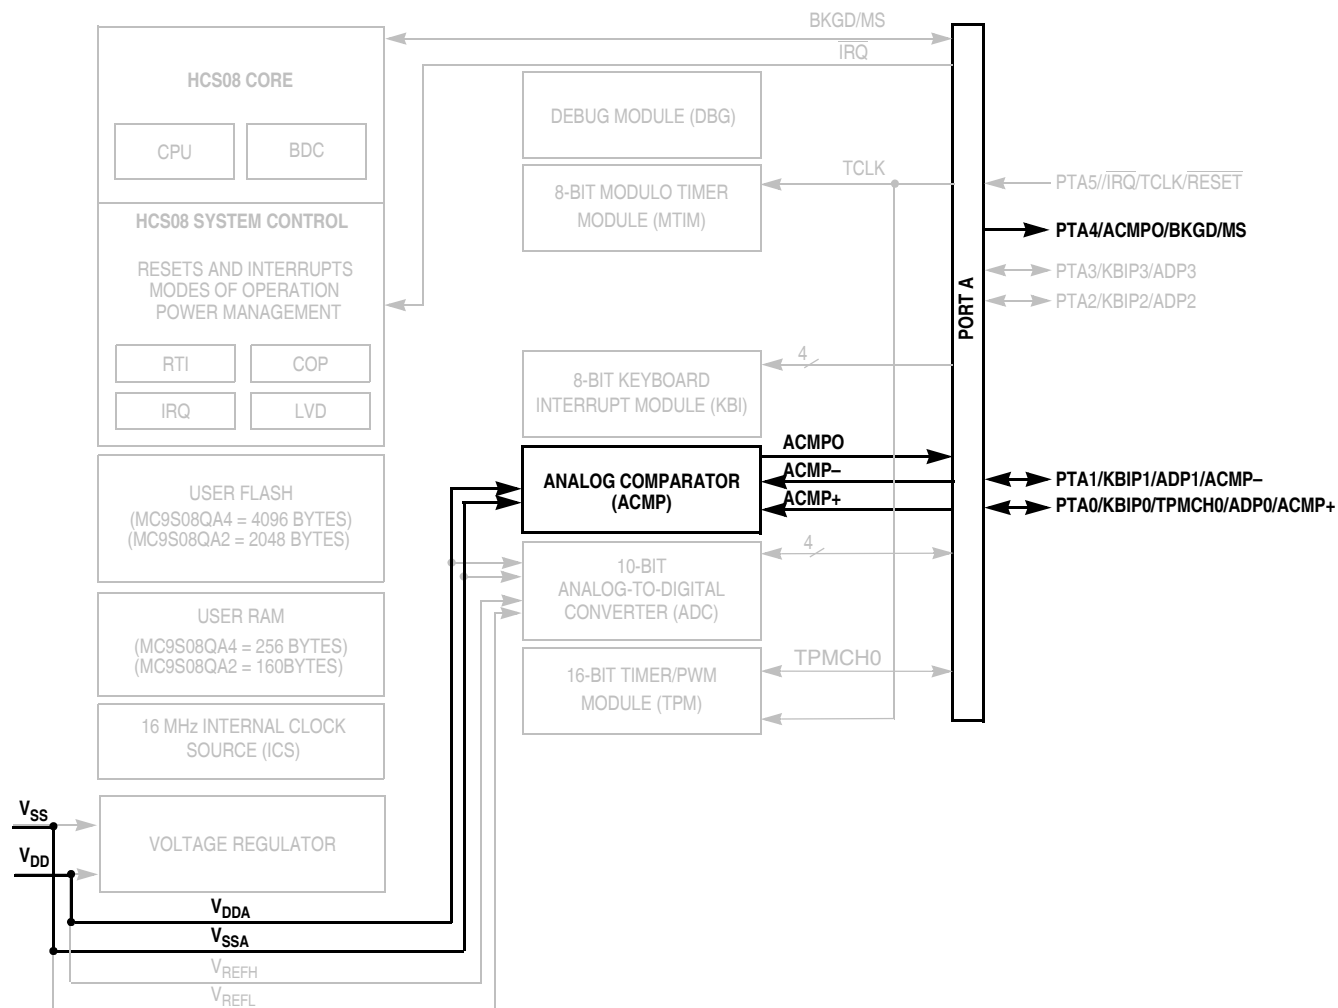 BKGD/MS
IRQ
HCS08 CORE
CPU
BDC
DEBUG MODULE (DBG)
TCLK
8-BIT MODULO TIMER
MODULE (MTIM)
PTA5//IRQ/TCLK/RESET
PTA4/ACMPO/BKGD/MS
PTA3/KBIP3/ADP3
PTA2/KBIP2/ADP2
PORT A
HCS08 SYSTEM CONTROL
RESETS AND INTERRUPTS
MODES OF OPERATION
POWER MANAGEMENT
RTI
COP
IRQ
LVD
4
8-BIT KEYBOARD
INTERRUPT MODULE (KBI)
ACMPO
ACMP–
ACMP+
ANALOG COMPARATOR
(ACMP)
PTA1/KBIP1/ADP1/ACMP–
PTA0/KBIP0/TPMCH0/ADP0/ACMP+
USER FLASH
(MC9S08QA4 = 4096 BYTES)
(MC9S08QA2 = 2048 BYTES)
4
10-BIT
ANALOG-TO-DIGITAL
CONVERTER (ADC)
USER RAM
(MC9S08QA4 = 256 BYTES)
(MC9S08QA2 = 160BYTES)
TPMCH0
16-BIT TIMER/PWM
MODULE (TPM)
16 MHz INTERNAL CLOCK
SOURCE (ICS)
VSS
VDD
VOLTAGE REGULATOR
VDDA
VSSA
VREFH
VREFL